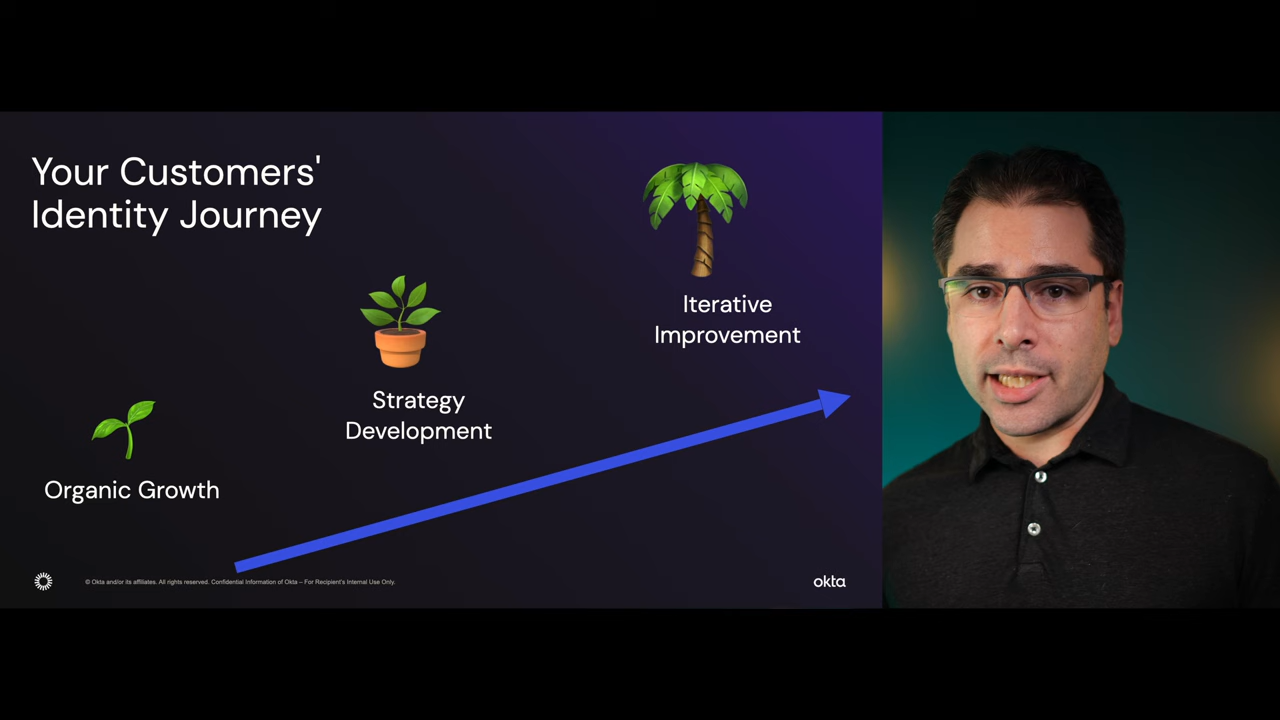 Your Customers'
Identity Journey
Iterative
Improvement
Strategy
Development
Organic Growth
© Okta and/or its affiliates. All rights reserved. Confidential Information of Okta – For Recipient's Internal Use Only.
okta